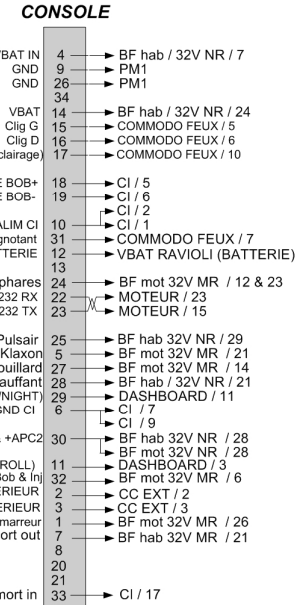 CONSOLE
VBAT IN 4 BF hab / 32V NR / 7
GND 9 PM1
GND 26 PM1
34
VBAT 14 BF hab / 32V NR / 24
Clig G 15 COMMODO FEUX / 5
Clig D 16 COMMODO FEUX / 6
clairage) 17 COMMODO FEUX / 10
E BOB+ 18 CI / 5
E BOB- 19 CI / 6
CI / 2
ALIM CI 10 CI / 1
gnotant 31 COMMODO FEUX / 7
TTERIE 12 VBAT RAVIOLI (BATTERIE)
13
phares 24 BF mot 32V MR / 12 & 23
232 RX 22 MOTEUR / 23
232 TX 23 MOTEUR / 15
Pulsair 25 BF hab 32V NR / 29
Klaxon 5 BF mot 32V MR / 21
ouillard 27 BF mot 32V MR / 14
auffant 28 BF hab / 32V NR / 21
/NIGHT) 29 DASHBOARD / 11
GND CI 6 CI / 7
CI / 9
+APC2 30 BF hab 32V NR / 28
BF mot 32V NR / 28
ROLL) 11 DASHBOARD / 3
Bob & Inj 32 BF mot 32V MR / 6
ERIEUR 2 CC EXT / 2
ERIEUR 3 CC EXT / 3
marreur 1 BF mot 32V MR / 26
ort out 7 BF hab 32V MR / 21
8
20
21
mort in 33 CI / 17